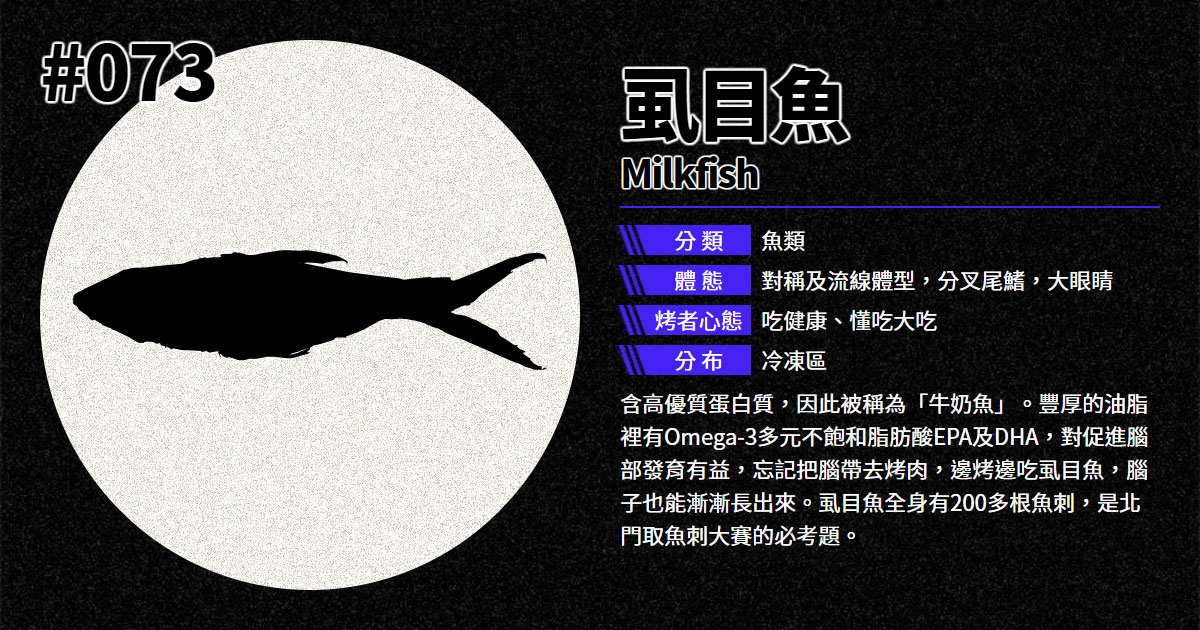 #073
虱目魚
Milkfish
分類 魚類
體態 對稱及流線體型，分叉尾鰭，大眼睛
烤者心態 吃健康、懂吃大吃
分布 冷凍區
含高優質蛋白質，因此被稱為「牛奶魚」。豐厚的油脂
裡有Omega-3多元不飽和脂肪酸EPA及DHA，對促進腦
部發育有益，忘記把腦帶去烤肉，邊烤邊吃虱目魚，腦
子也能漸漸長出來。虱目魚全身有200多根魚刺，是北
門取魚刺大賽的必考題。